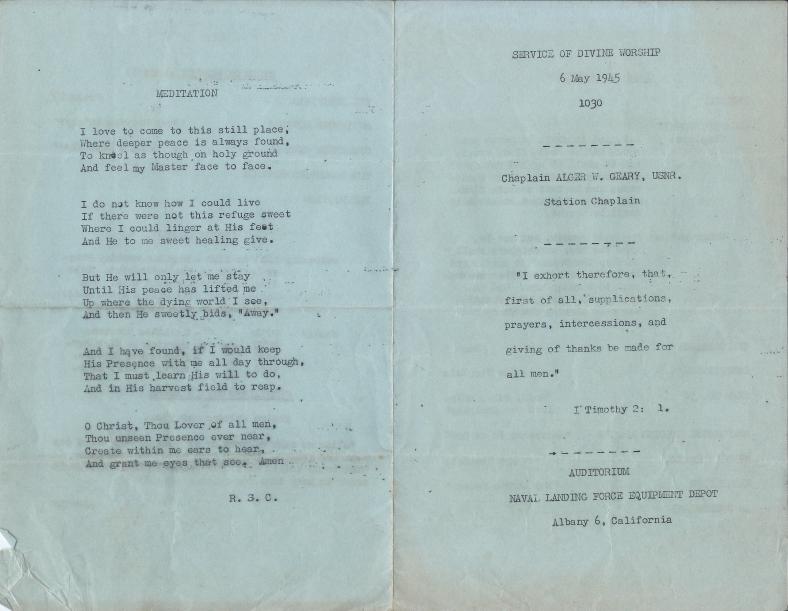 MEDITATION
I love to come to this still place,
Where deeper peace is always found,
To kneel as though on holy ground
And feel my Master face to face.
I do not know how I could live
If there were not this refuge sweet
Where I could linger at His feet
And He to me sweet healing give.
But He will only let me stay
Until His peace has lifted me
Up where the dying world I see,
And then He sweetly bids, "Away."
And I have found, if I would keep
His Presence with me all day through,
That I must learn His will to do,
And in His harvest field to reap.
O Christ, Thou Lover of all men,
Thou unseen Presence ever near,
Create within me ears to hear,
And grant me eyes that see. Amen
R. S. C.
SERVICE OF DIVINE WORSHIP
6 May 1945
1030
Chaplain ALGER W. GEARY, USNR.
Station Chaplain
"I exhort therefore, that,
first of all, supplications,
prayers, intercessions, and
giving of thanks be made for
all men."
I Timothy 2: 1.
AUDITORIUM
NAVAL LANDING FORCE EQUIPMENT DEPOT
Albany 6, California